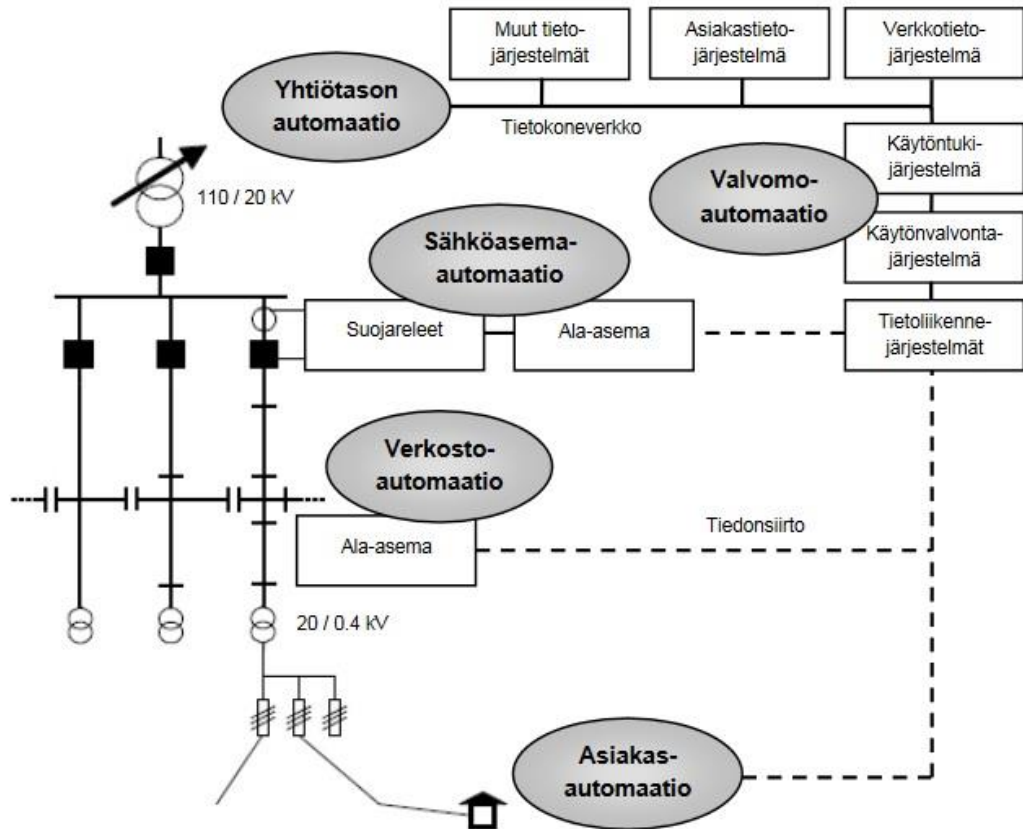 Muut tieto-
järjestelmät
Asiakastieto-
järjestelmä
Verkkotieto-
järjestelmä
Yhtiötason
automaatio
Tietokoneverkko
Käytöntuki-
järjestelmä
Valvomo-
automaatio
110 / 20 kV
Käytönvalvonta-
järjestelmä
Sähköasema-
automaatio
Suojareleet
Ala-asema
Tietoliikenne-
järjestelmät
Verkosto-
automaatio
Ala-asema
Tiedonsiirto
20 / 0.4 kV
Asiakas-
automaatio